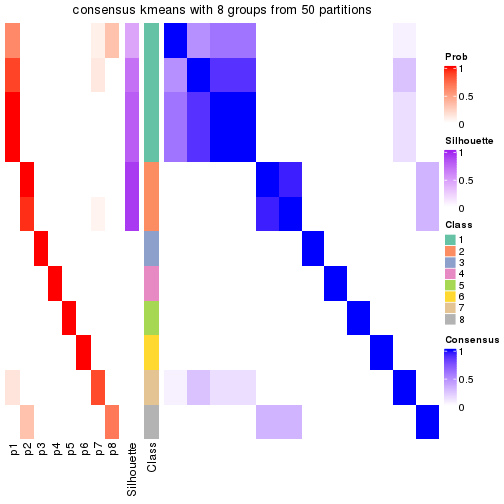 consensus kmeans with 8 groups from 50 partitions
p1
p2
p3
p4
p5
p6
p7
p8
Silhouette
Class
Prob
1
0.5
0
Silhouette
1
0.5
0
Class
1
2
3
4
5
6
7
8
Consensus
1
0.5
0